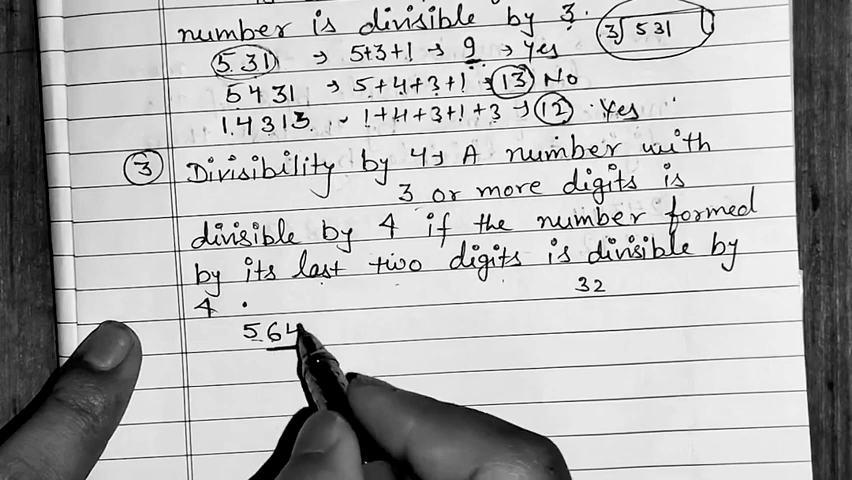 number is divisible by 3.
5 31 → 5+3+1 → 9 → Yes 3√531
5431 → 5+4+3+1 → 13 No
14313 - 1+4+3+1+3 → 12 Yes
3 Divisibility by 4→ A number with
3 or more digits is
divisible by 4 if the number formed
by its last two digits is divisible by
4 . 32
564